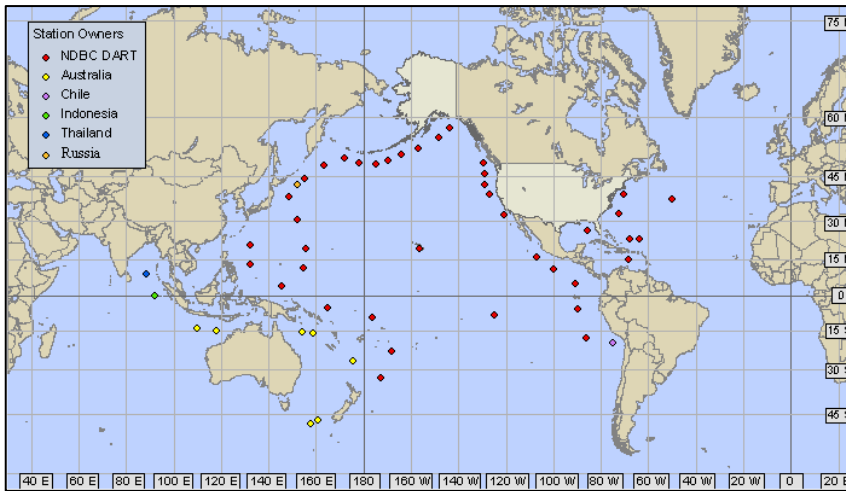 Station Owners
NDBC DART
Australia
Chile
Indonesia
Thailand
Russia
75
60
45
30
15
0
15
30
45
40 E 60 E 80 E 100 E 120 E 140 E 160 E 180 160 W 140 W 120 W 100 W 80 W 60 W 40 W 20 W 0 20 E